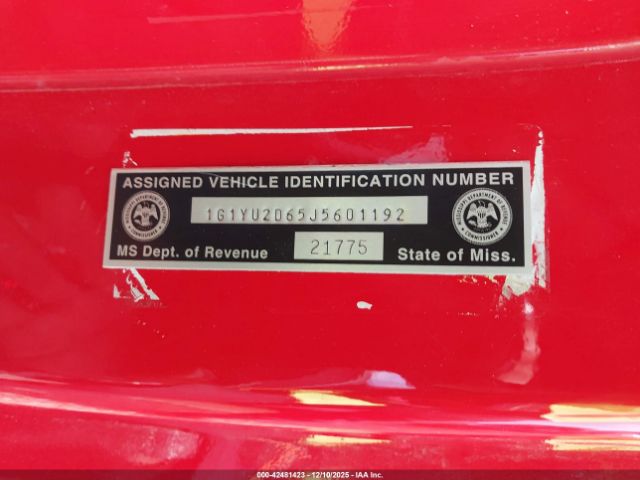 ASSIGNED VEHICLE IDENTIFICATION NUMBER
1G1YU2D65J5601192
MS Dept. of Revenue
21775
State of Miss.
000-42481423 - 12/10/2025 - IAA Inc.